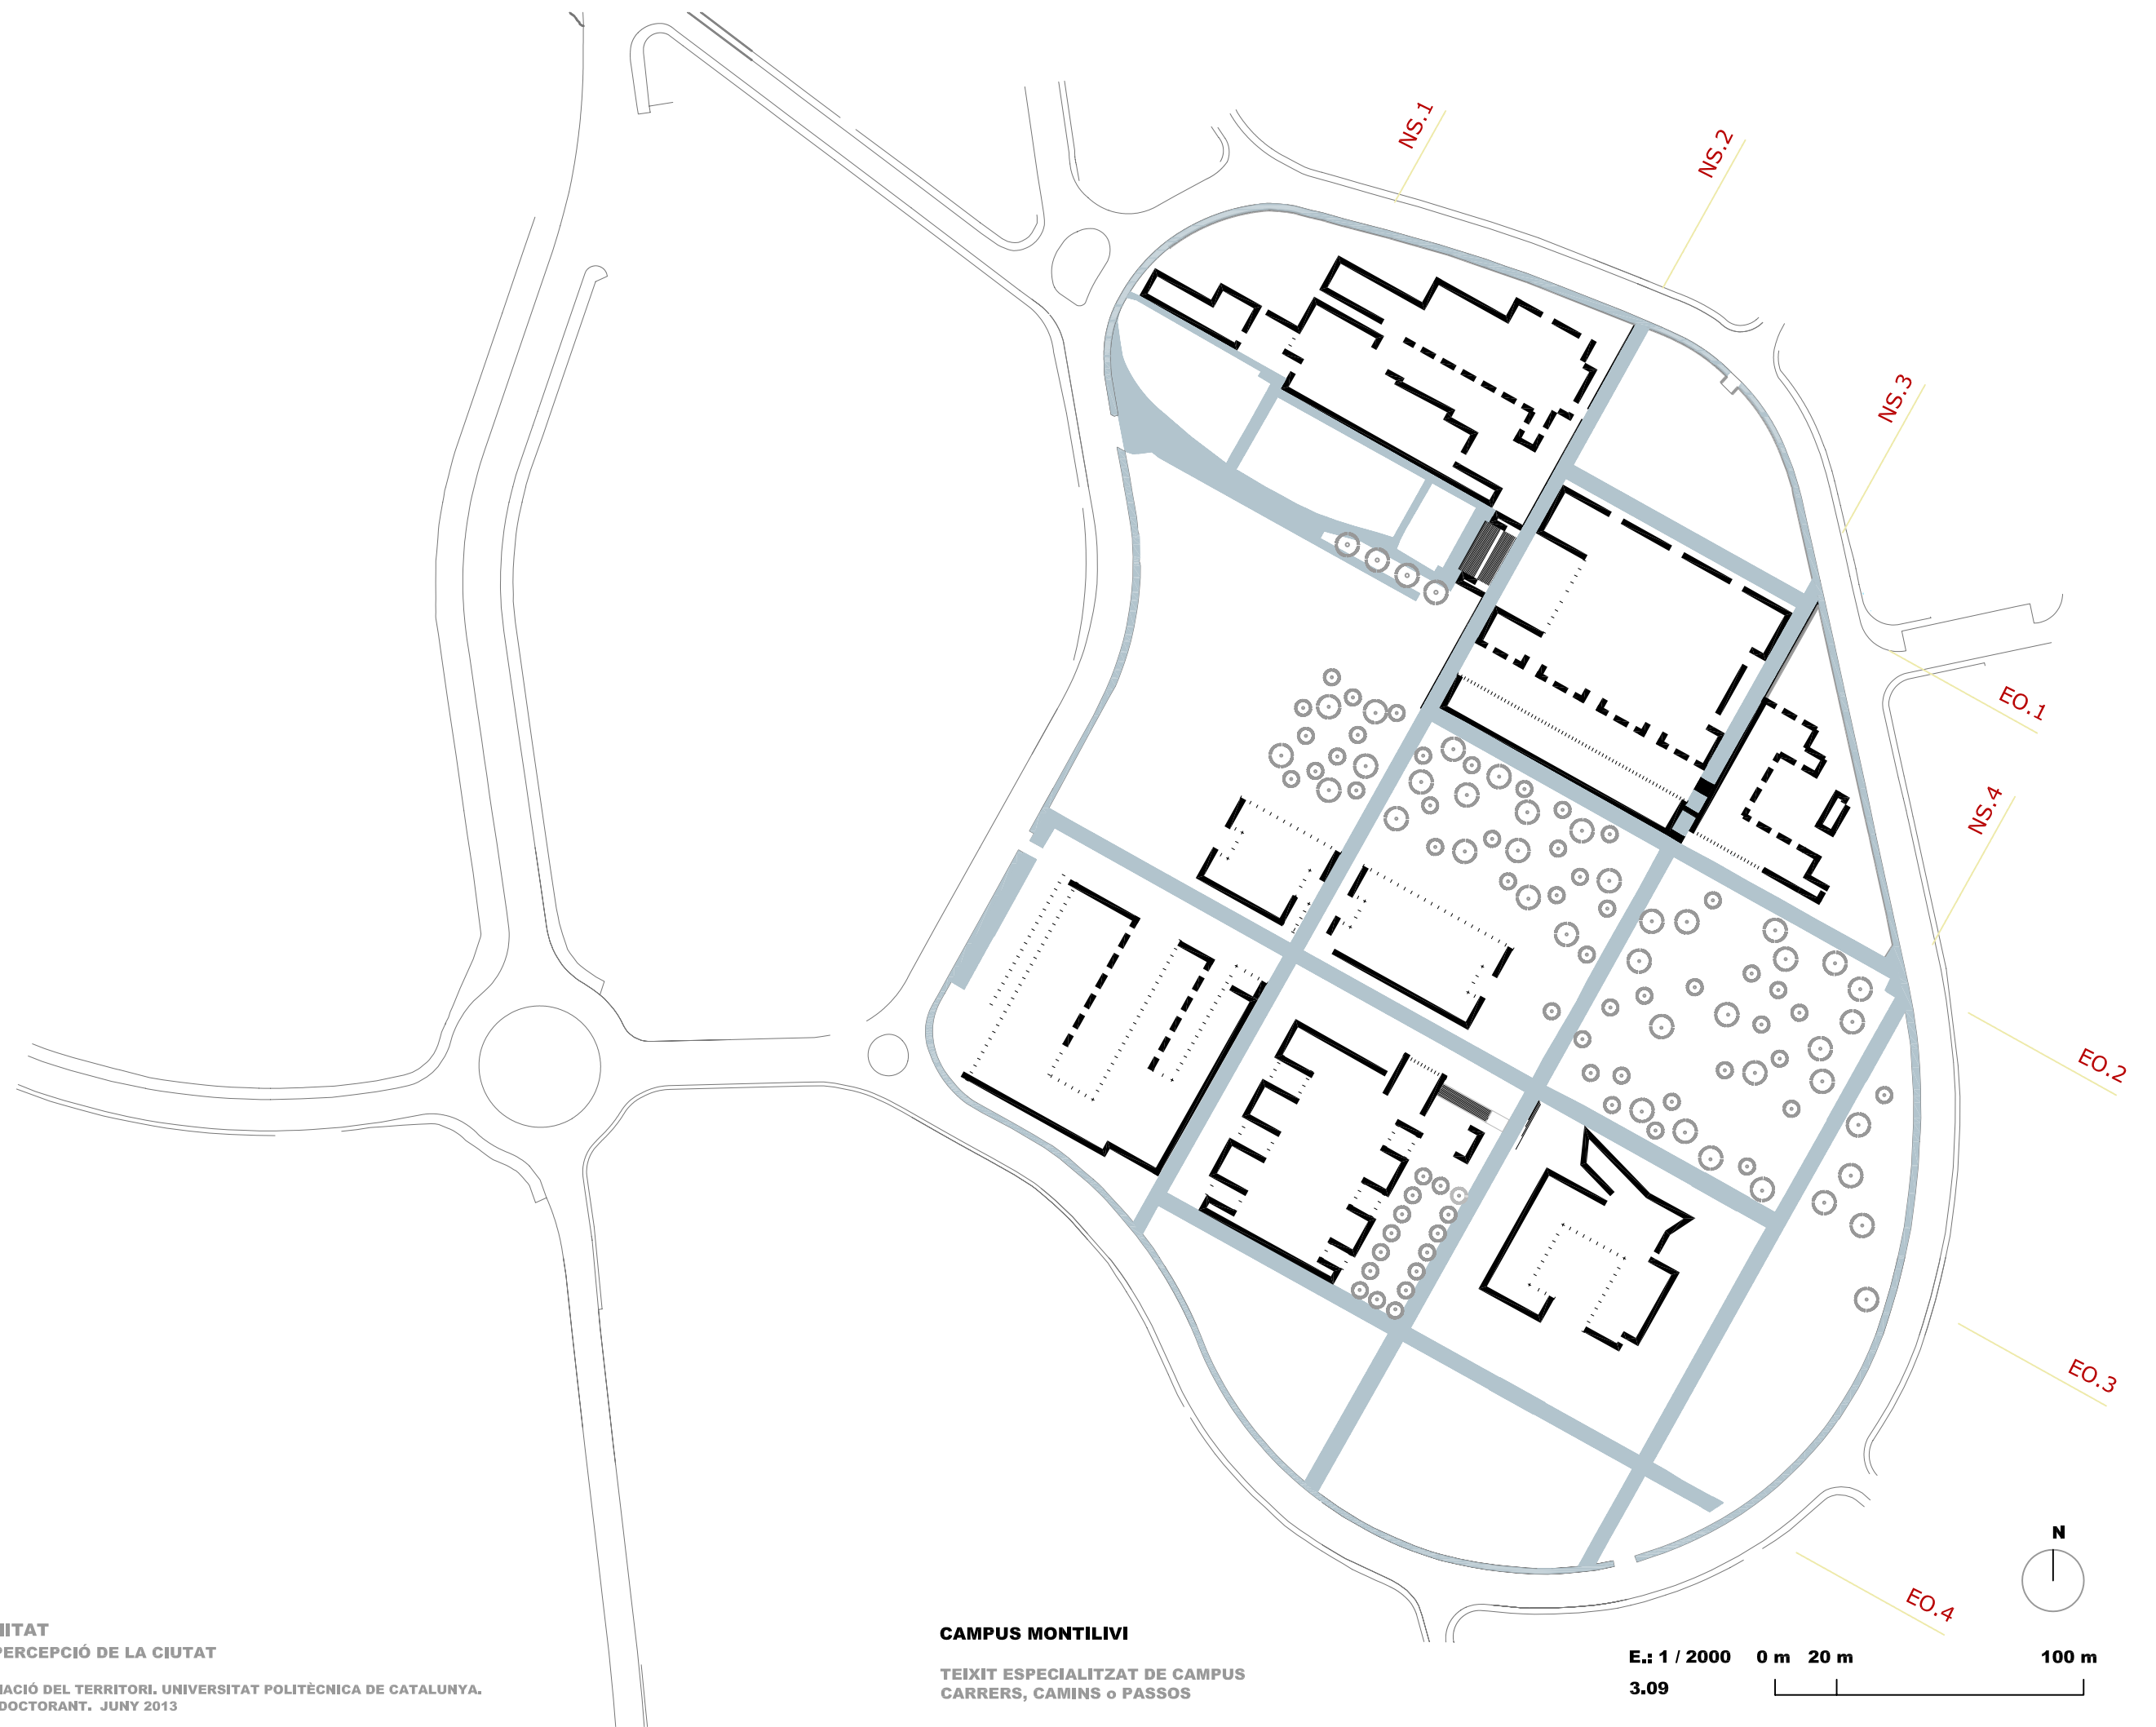 NS.1
NS.2
NS.3
EO.1
NS.4
EO.2
EO.3
EO.4
N
PERCEPCIÓ DE LA CIUTAT
DEL TERRITORI. UNIVERSITAT POLITÈCNICA DE CATALUNYA.
DOCTORANT. JUNY 2013
CAMPUS MONTILIVI
TEIXIT ESPECIALITZAT DE CAMPUS
CARRERS, CAMINS o PASSOS
E.: 1 / 2000 0 m 20 m 100 m
3.09